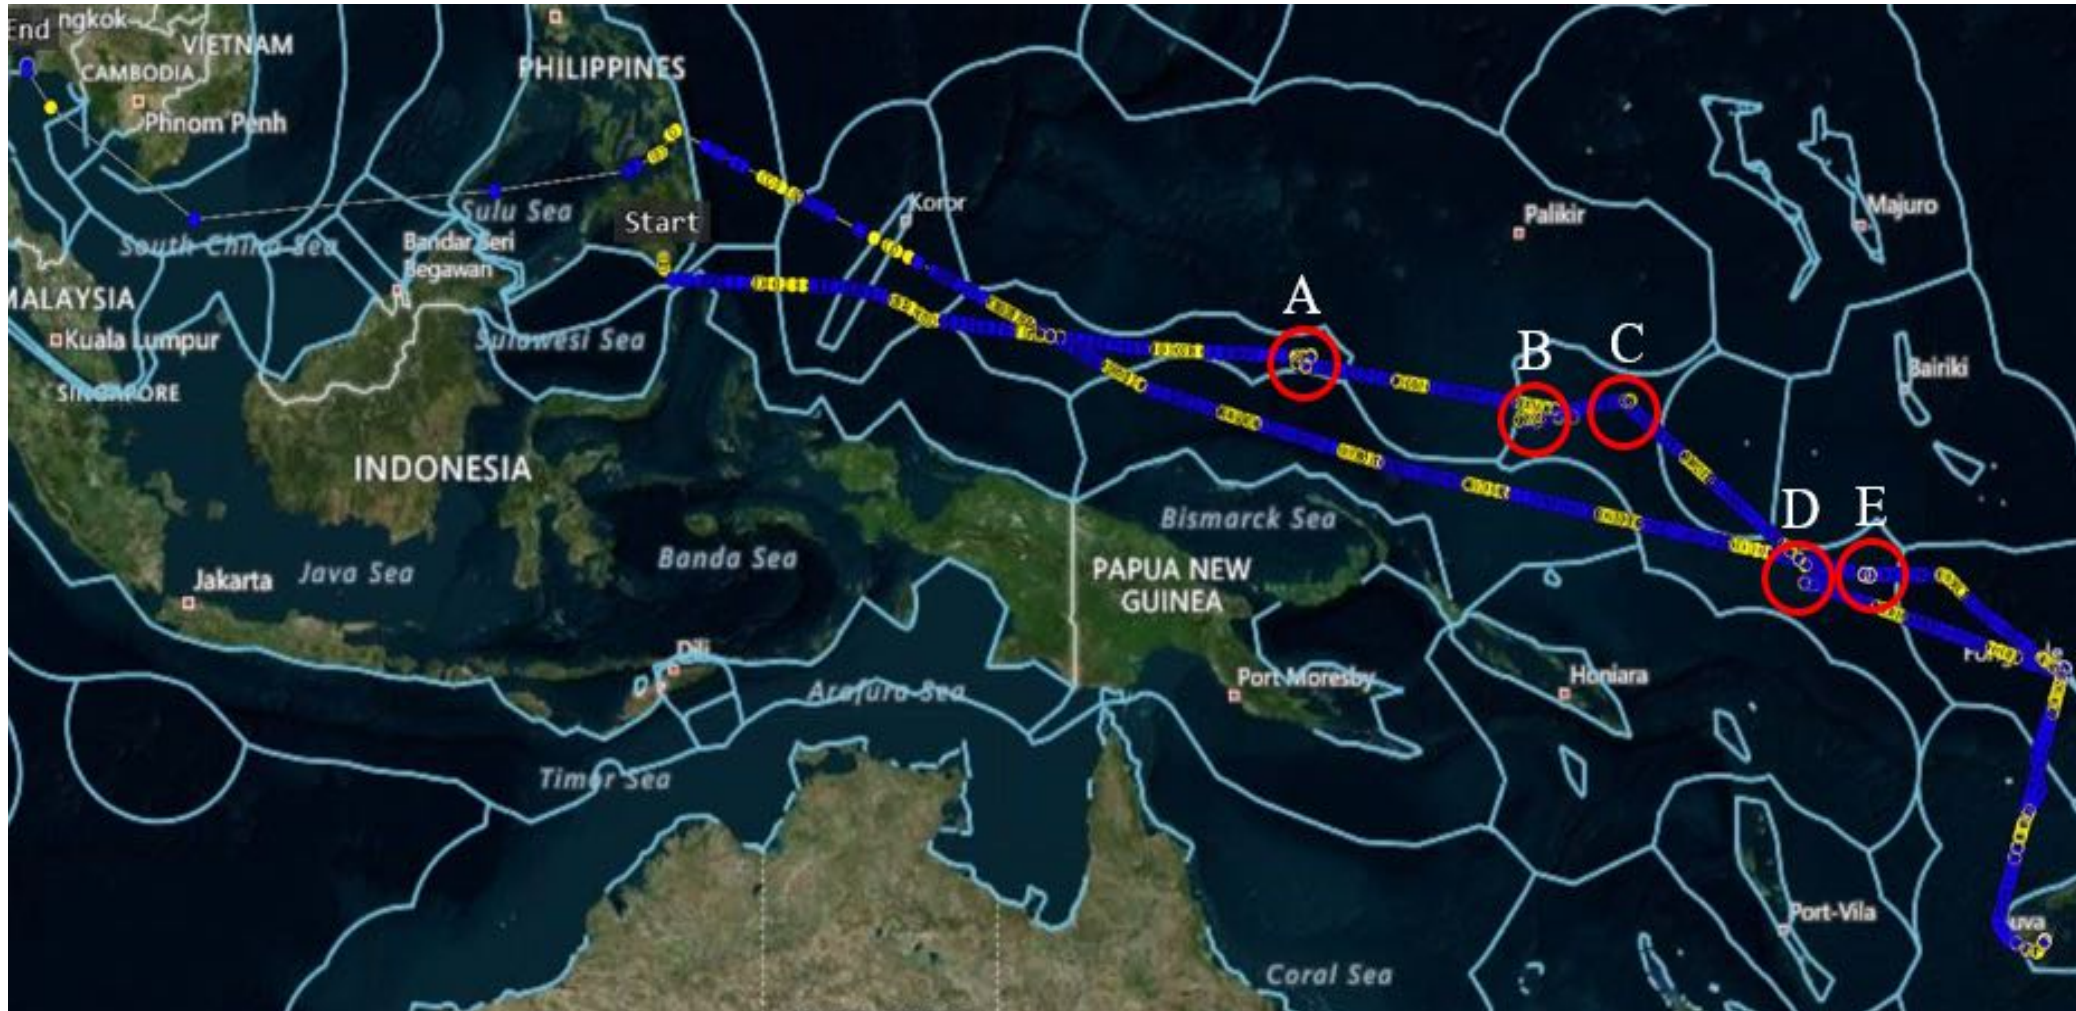 ngkok
End
VIETNAM
PHILIPPINES
CAMBODIA
Phnom Penh
Koror
Majuro
Palikir
Sulu Sea
Start
South China Sea
Bandar Seri
Begawan
MALAYSIA
A
Kuala Lumpur
Sulawesi Sea
B
C
Bairiki
SINGAPORE
INDONESIA
D
E
Bismarck Sea
Banda Sea
Java Sea
Jakarta
PAPUA NEW
GUINEA
Dili
Honiara
Port Moresby
Arafura Sea
Timor Sea
Port-Vila
uva
Coral Sea